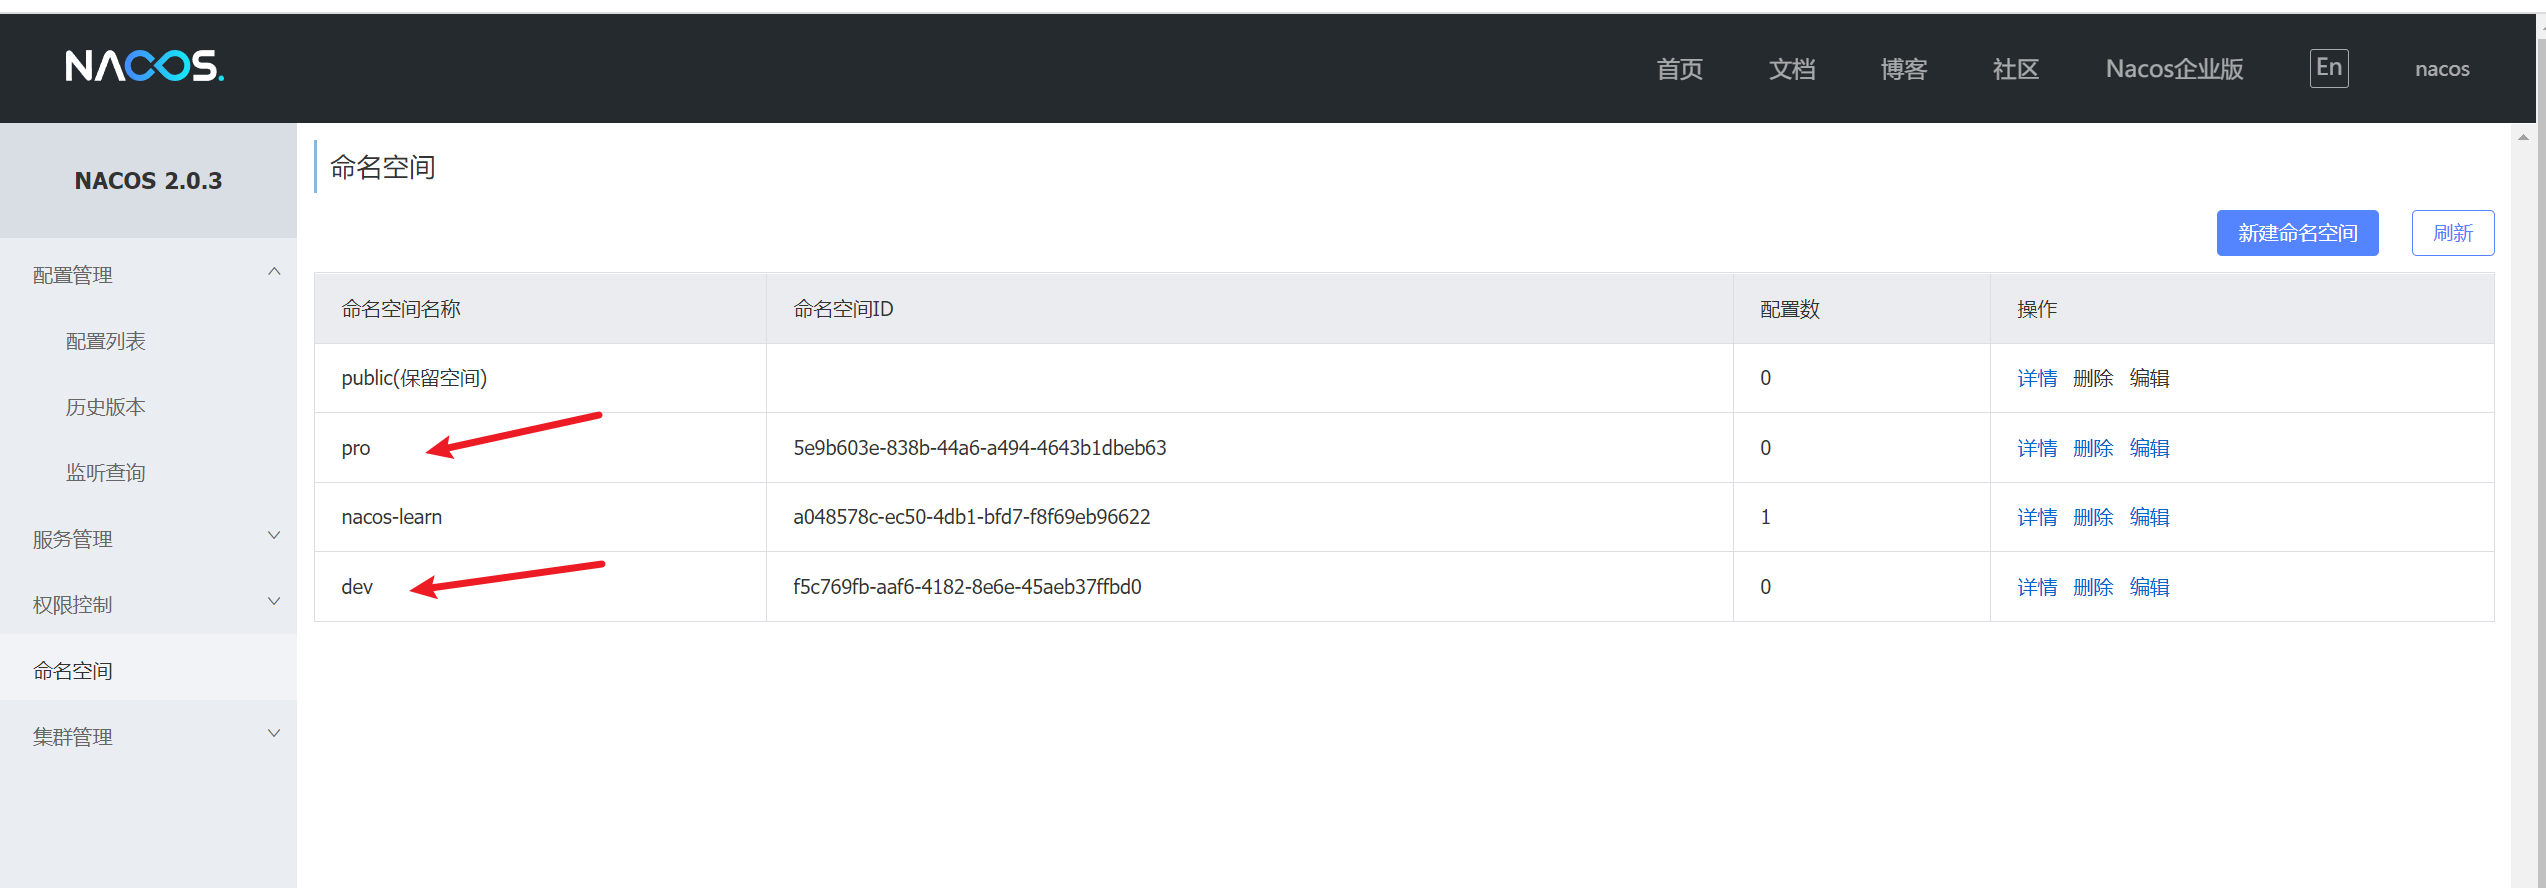 NACOS.
首页 文档 博客 社区 Nacos企业版 En nacos
NACOS 2.0.3
配置管理
配置列表
历史版本
监听查询
服务管理
权限控制
命名空间
集群管理
命名空间
新建命名空间 刷新
命名空间名称 命名空间ID 配置数 操作
public(保留空间) 0 详情 删除 编辑
pro 5e9b603e-838b-44a6-a494-4643b1dbeb63 0 详情 删除 编辑
nacos-learn a048578c-ec50-4db1-bfd7-f8f69eb96622 1 详情 删除 编辑
dev f5c769fb-aaf6-4182-8e6e-45aeb37ffbd0 0 详情 删除 编辑